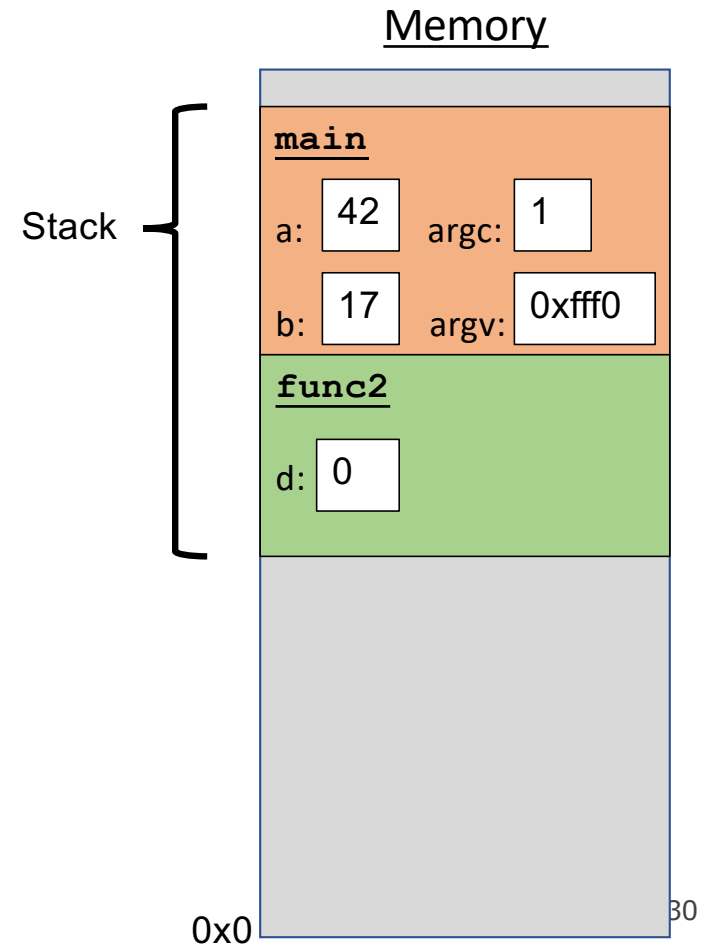 Memory
main
Stack
a: 42 argc: 1
b: 17 argv: 0xfff0
func2
d: 0
30
0x0